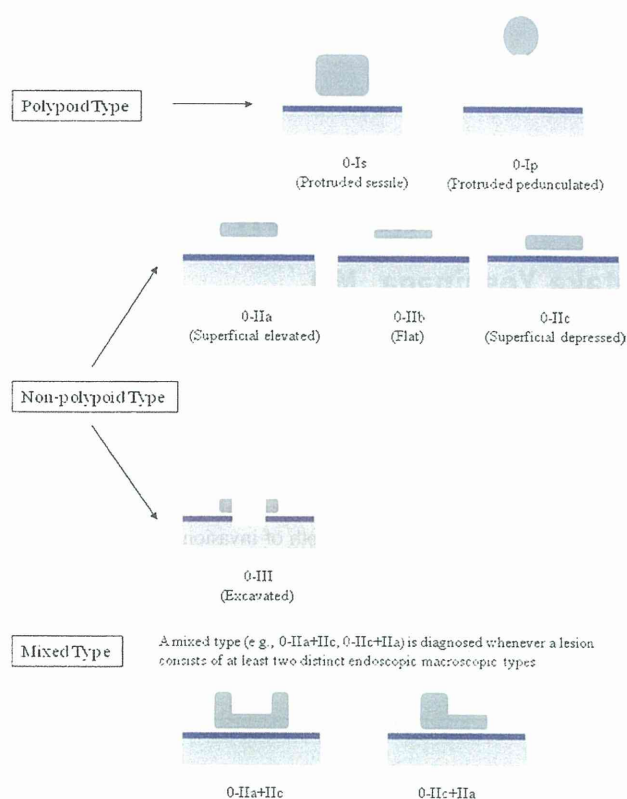 Polypoid Type
0-Is
(Protruded sessile)
0-Ip
(Protruded pedunculated)
0-IIa
(Superficial elevated)
0-IIb
(Flat)
0-IIc
(Superficial depressed)
Non-polypoid Type
0-III
(Excavated)
Mixed Type
A mixed type (e g., 0-IIa+IIc, 0-IIc+IIa) is diagnosed whenever a lesion
consists of at least two distinct endoscopic macroscopic types
0-IIa+IIc
0-IIc+IIa